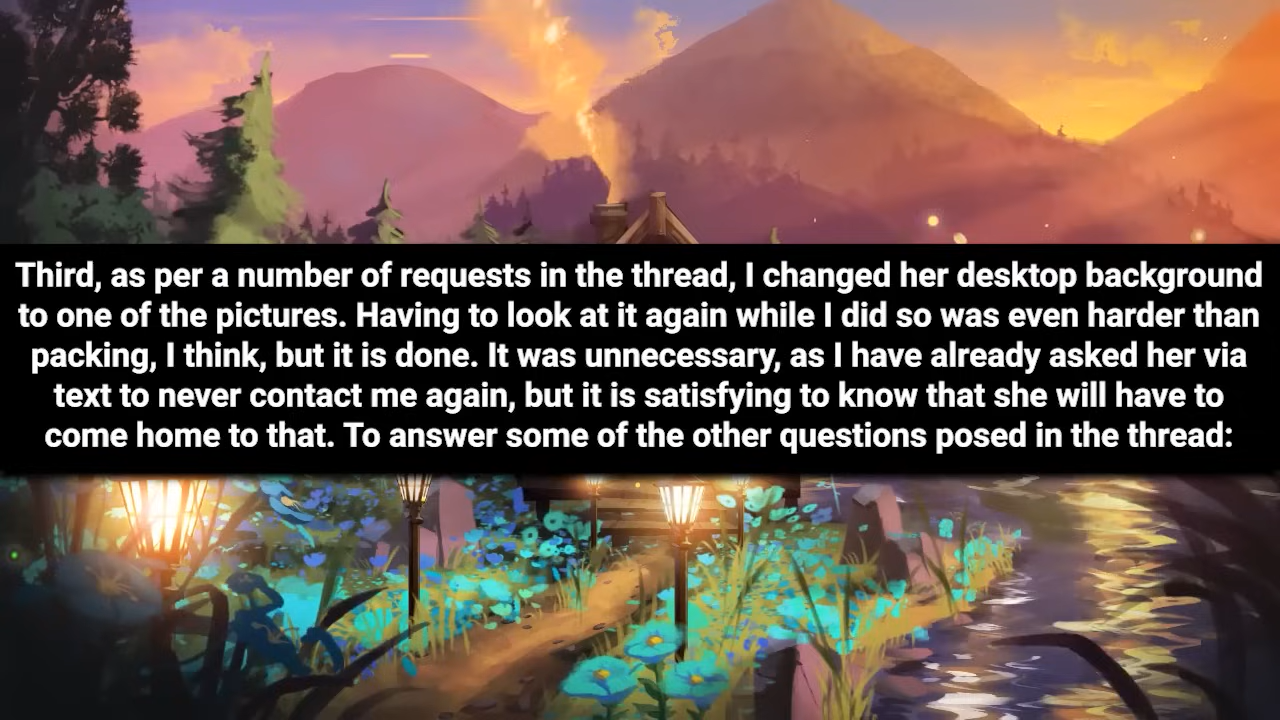 Third, as per a number of requests in the thread, I changed her desktop background
to one of the pictures. Having to look at it again while I did so was even harder than
packing, I think, but it is done. It was unnecessary, as I have already asked her via
text to never contact me again, but it is satisfying to know that she will have to
come home to that. To answer some of the other questions posed in the thread: